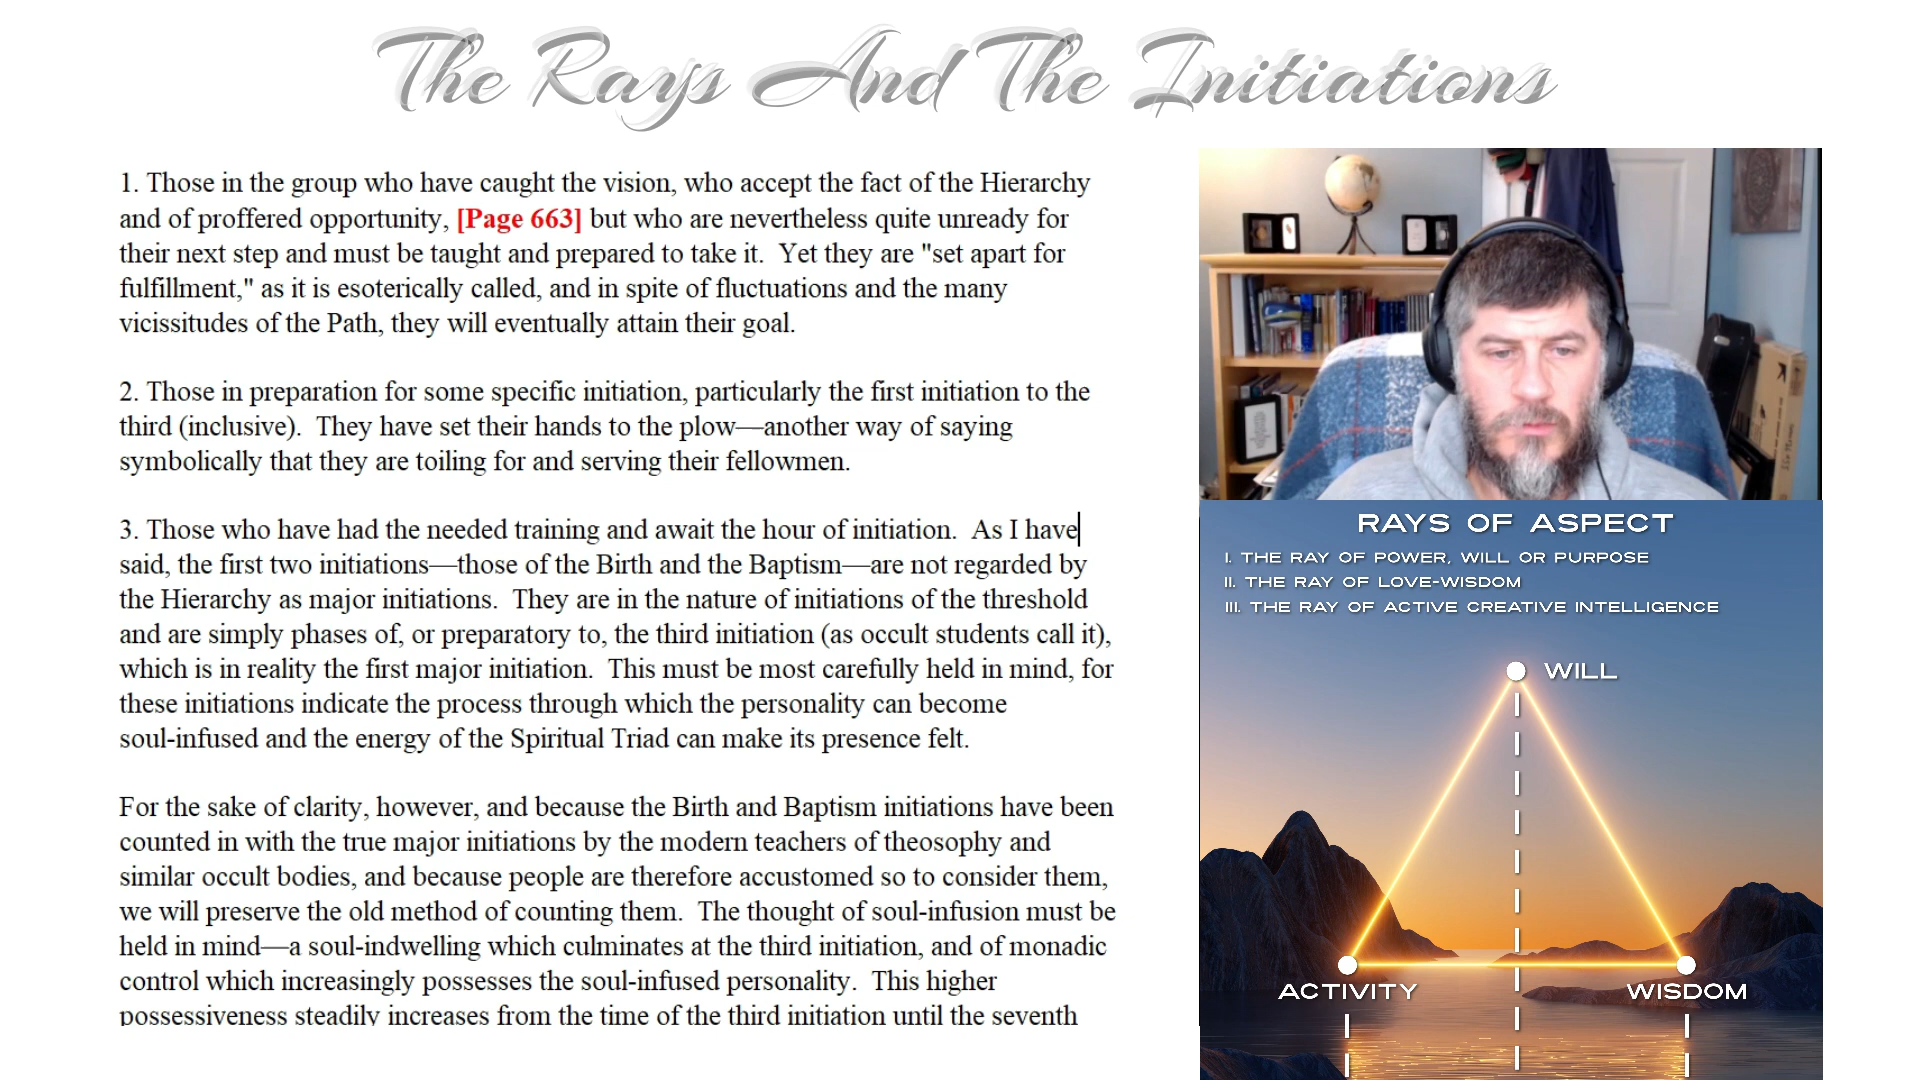 The Rays And The Initiations
1. Those in the group who have caught the vision, who accept the fact of the Hierarchy
and of proffered opportunity, [Page 663] but who are nevertheless quite unready for
their next step and must be taught and prepared to take it.  Yet they are "set apart for
fulfillment," as it is esoterically called, and in spite of fluctuations and the many
vicissitudes of the Path, they will eventually attain their goal.
2. Those in preparation for some specific initiation, particularly the first initiation to the
third (inclusive).  They have set their hands to the plow—another way of saying
symbolically that they are toiling for and serving their fellowmen.
3. Those who have had the needed training and await the hour of initiation.  As I have
said, the first two initiations—those of the Birth and the Baptism—are not regarded by
the Hierarchy as major initiations.  They are in the nature of initiations of the threshold
and are simply phases of, or preparatory to, the third initiation (as occult students call it),
which is in reality the first major initiation.  This must be most carefully held in mind, for
these initiations indicate the process through which the personality can become
soul-infused and the energy of the Spiritual Triad can make its presence felt.
For the sake of clarity, however, and because the Birth and Baptism initiations have been
counted in with the true major initiations by the modern teachers of theosophy and
similar occult bodies, and because people are therefore accustomed so to consider them,
we will preserve the old method of counting them.  The thought of soul-infusion must be
held in mind—a soul-indwelling which culminates at the third initiation, and of monadic
control which increasingly possesses the soul-infused personality.  This higher
possessiveness steadily increases from the time of the third initiation until the seventh
RAYS OF ASPECT
I. THE RAY OF POWER, WILL OR PURPOSE
II. THE RAY OF LOVE-WISDOM
III. THE RAY OF ACTIVE CREATIVE INTELLIGENCE
WILL
ACTIVITY
WISDOM